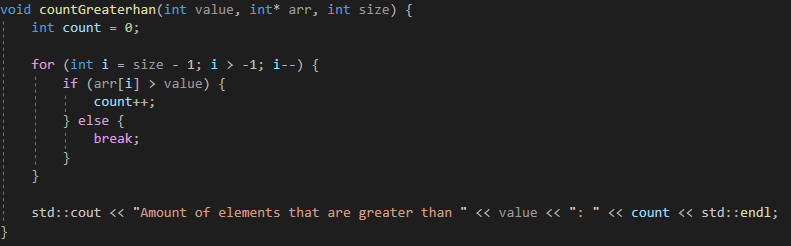 void countGreaterhan(int value, int* arr, int size) {
    int count = 0;

    for (int i = size - 1; i > -1; i--) {
        if (arr[i] > value) {
            count++;
        } else {
            break;
        }
    }

    std::cout << "Amount of elements that are greater than " << value << ": " << count << std::endl;
}